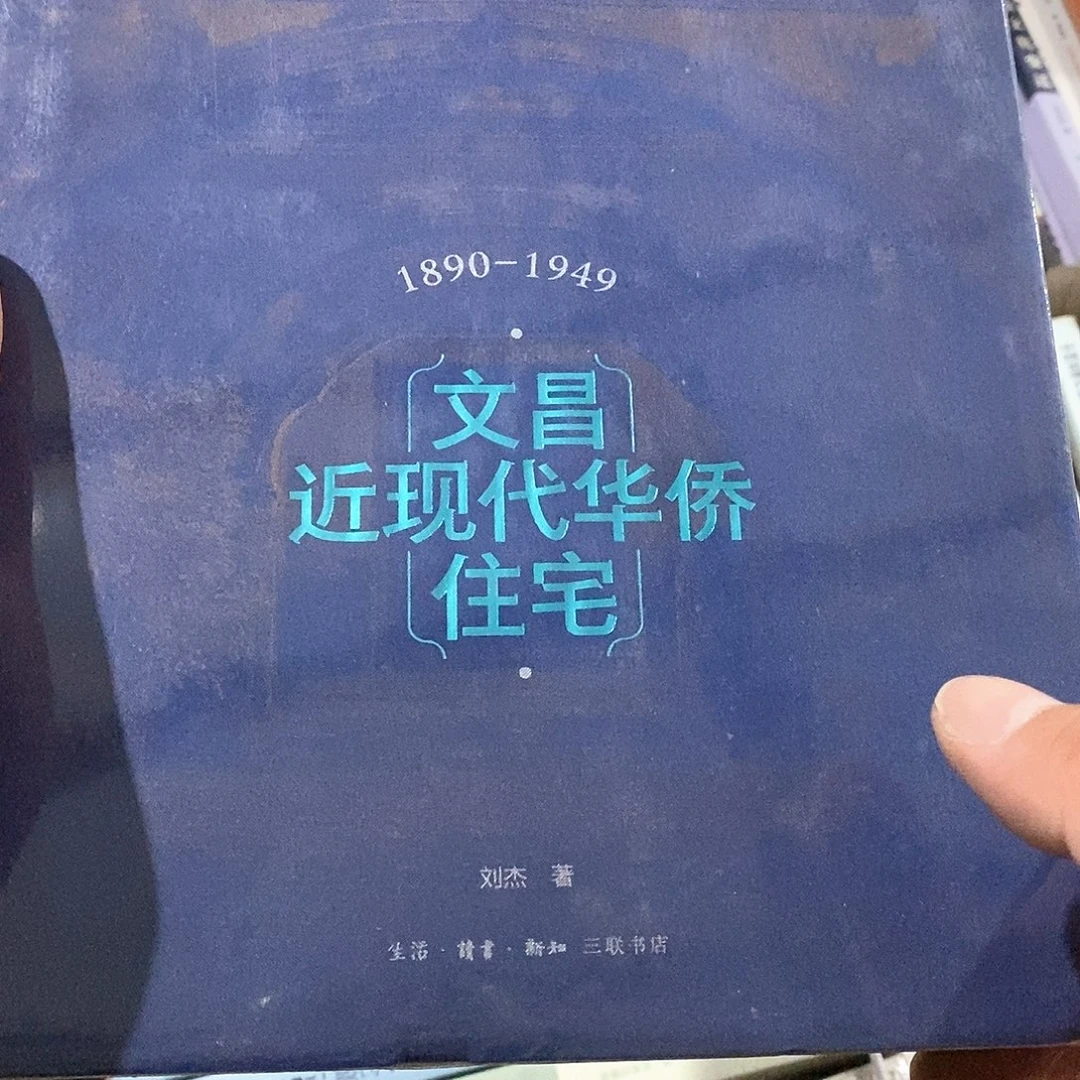 1890-1949
文昌
近现代华侨
住宅
刘杰 著
生活·讀書·新知 三联书店